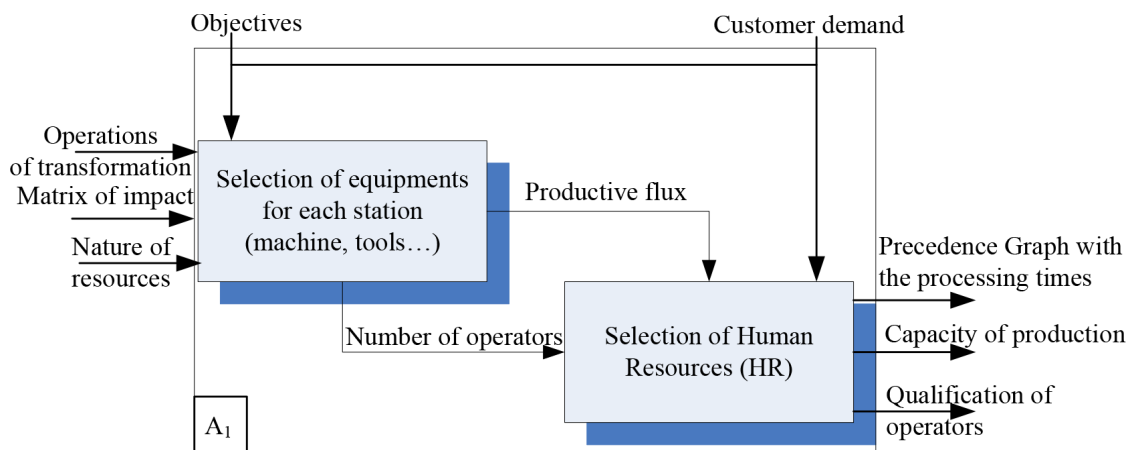 Objectives
Customer demand
Operations
of transformation
Matrix of impact
Nature of
resources
Selection of equipments
for each station
(machine, tools…)
Productive flux
Number of operators
Selection of Human
Resources (HR)
Precedence Graph with
the processing times
Capacity of production
Qualification of
operators
A₁